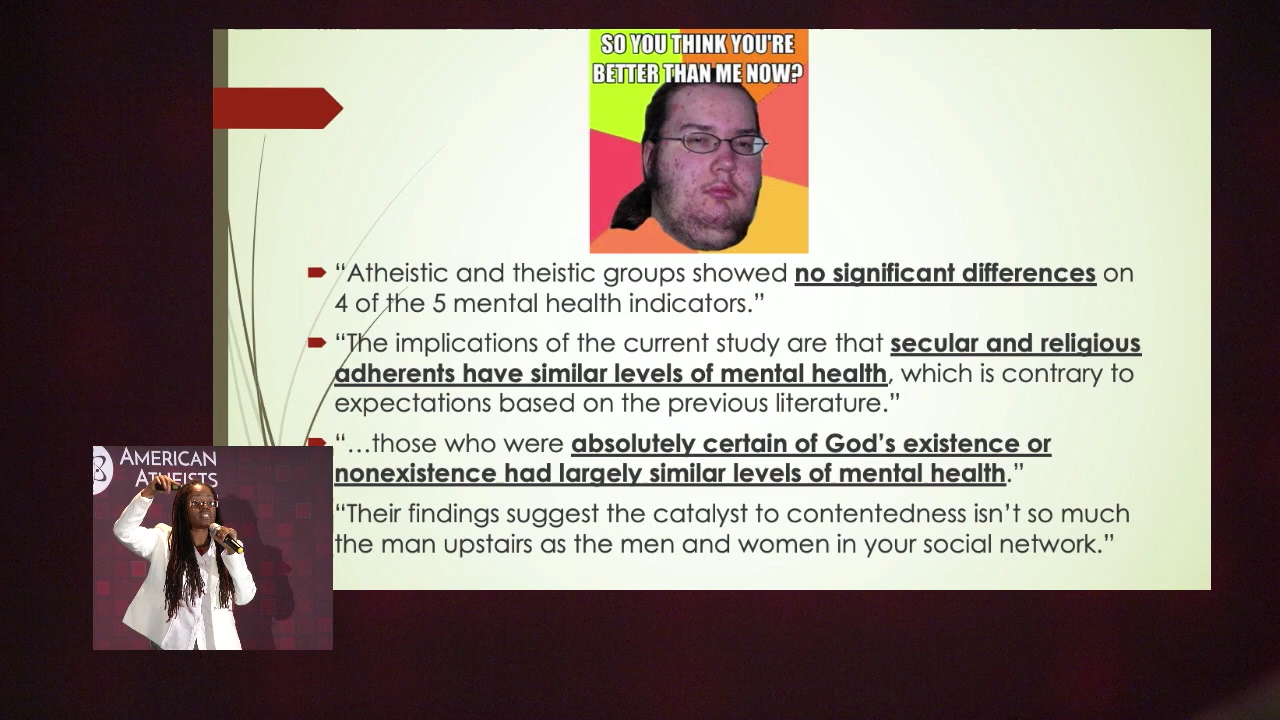 SO YOU THINK YOU'RE
BETTER THAN ME NOW?
“Atheistic and theistic groups showed no significant differences on
4 of the 5 mental health indicators.”
“The implications of the current study are that secular and religious
adherents have similar levels of mental health, which is contrary to
expectations based on the previous literature.”
“…those who were absolutely certain of God’s existence or
nonexistence had largely similar levels of mental health.”
“Their findings suggest the catalyst to contentedness isn’t so much
the man upstairs as the men and women in your social network.”
AMERICAN
ATHEISTS